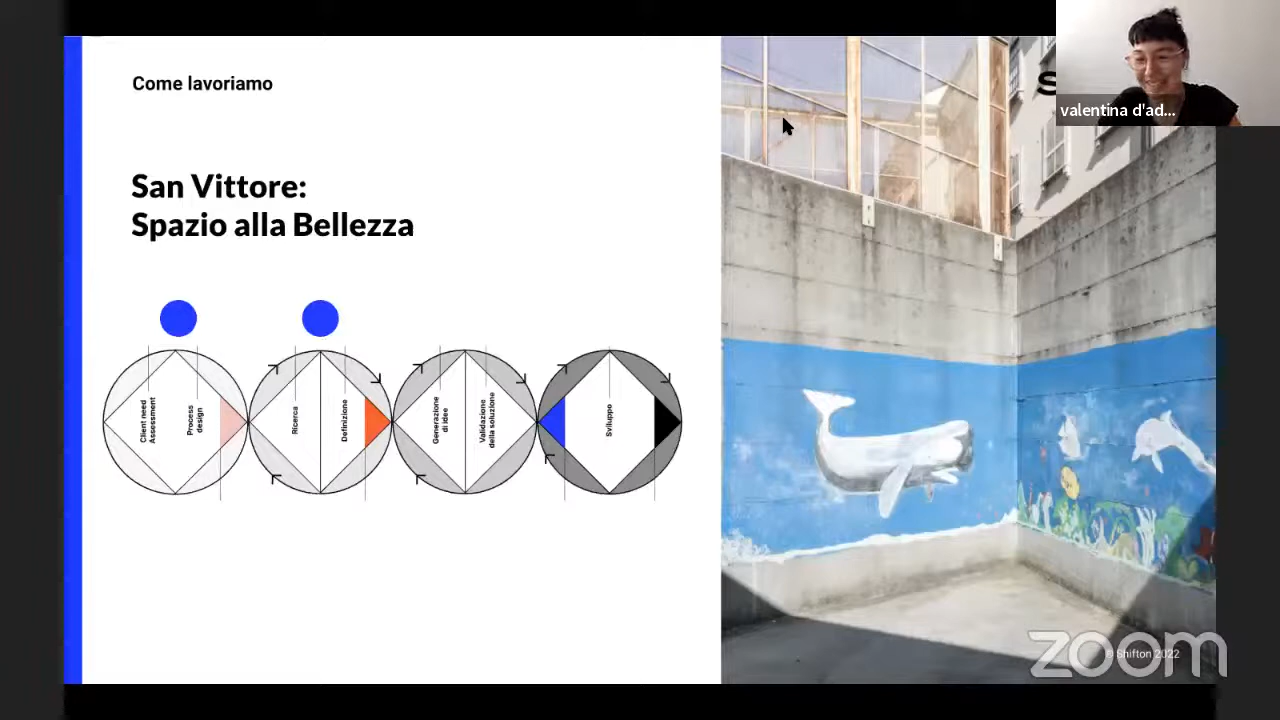 Come lavoriamo
San Vittore:
Spazio alla Bellezza
Client need
Assessment
Process
design
Ricerca
Definizione
Generazione
di idee
Validazione
della soluzione
Sviluppo
S
valentina d'ad...
© Shifton 2022
zoom